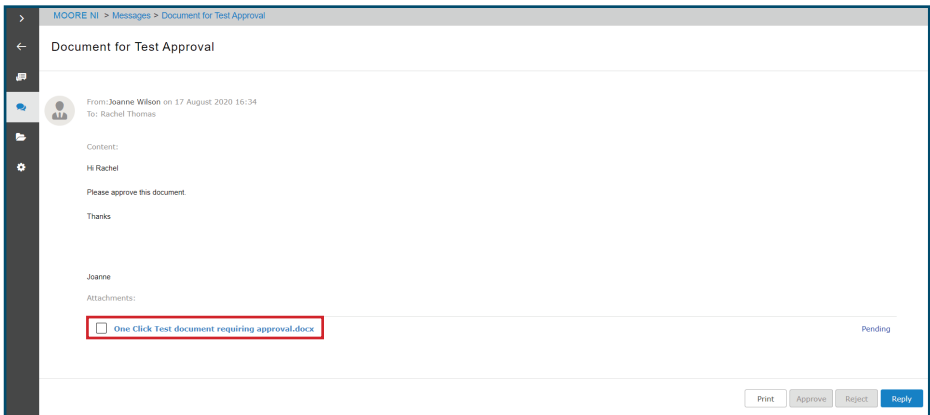 MOORE NI > Messages > Document for Test Approval
Document for Test Approval
From:Joanne Wilson on 17 August 2020 16:34
To: Rachel Thomas
Content:
Hi Rachel
Please approve this document.
Thanks
Joanne
Attachments:
One Click Test document requiring approval.docx Pending
Print Approve Reject Reply